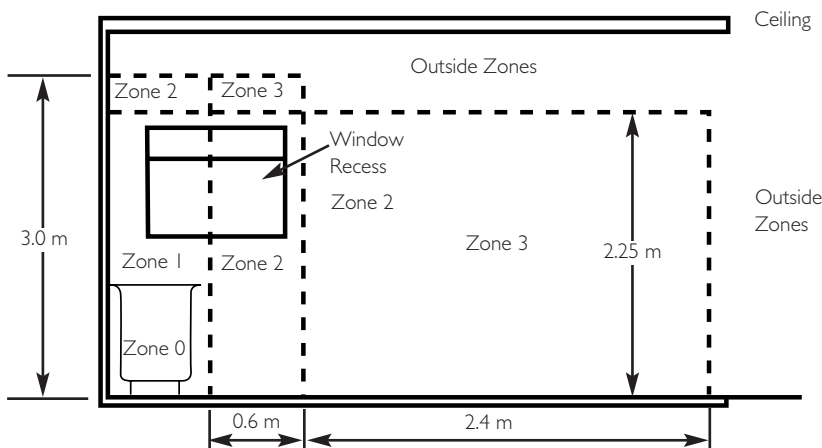 Ceiling
Outside Zones
Zone 2
Zone 3
Window
Recess
Zone 2
Outside
Zones
3.0 m
Zone 3
2.25 m
Zone 1
Zone 2
Zone 0
0.6 m
2.4 m